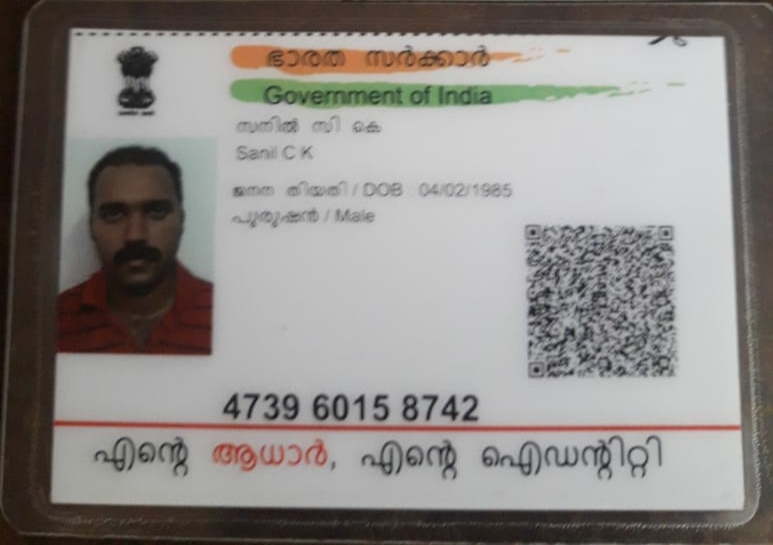 ഭാരത സർക്കാർ
Government of India
സനിൽ സി കെ
Sanil C K
ജനന തിയതി / DOB : 04/02/1985
പുരുഷൻ / Male
4739 6015 8742
എന്റെ ആധാർ, എന്റെ ഐഡന്റിറ്റി